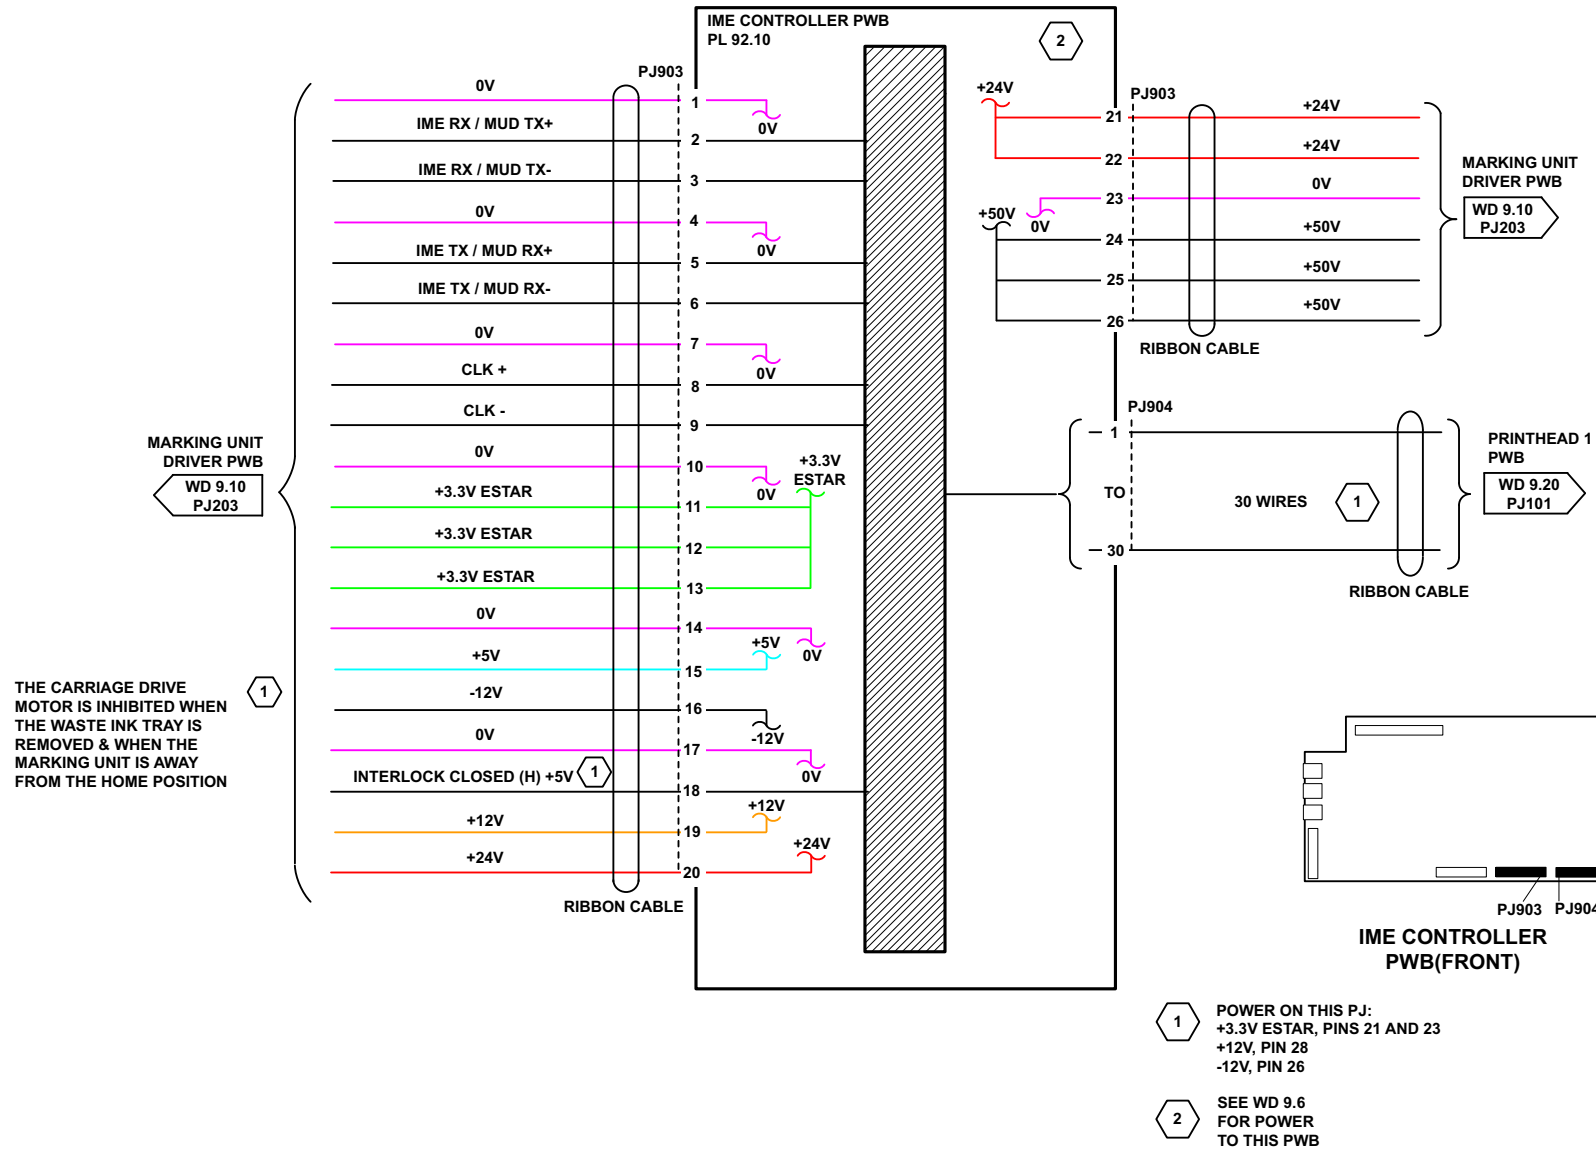 IME CONTROLLER PWB
PL 92.10
2
PJ903
0V
1
0V
IME RX / MUD TX+
2
IME RX / MUD TX-
3
0V
4
0V
IME TX / MUD RX+
5
IME TX / MUD RX-
6
0V
7
0V
CLK +
8
CLK -
9
0V
10
0V
+3.3V
ESTAR
+3.3V ESTAR
11
+3.3V ESTAR
12
+3.3V ESTAR
13
0V
14
0V
+5V
15
+5V
-12V
16
-12V
0V
17
0V
INTERLOCK CLOSED (H) +5V
1
18
+12V
19
+12V
+24V
20
+24V
RIBBON CABLE
MARKING UNIT
DRIVER PWB
WD 9.10
PJ203
THE CARRIAGE DRIVE
MOTOR IS INHIBITED WHEN
THE WASTE INK TRAY IS
REMOVED & WHEN THE
MARKING UNIT IS AWAY
FROM THE HOME POSITION
1
+24V
PJ903
21
+24V
22
+24V
23
0V
0V
+50V
24
+50V
25
+50V
26
+50V
RIBBON CABLE
MARKING UNIT
DRIVER PWB
WD 9.10
PJ203
PJ904
1
TO
30
30 WIRES
1
RIBBON CABLE
PRINTHEAD 1
PWB
WD 9.20
PJ101
PJ903
PJ904
IME CONTROLLER
PWB(FRONT)
1
POWER ON THIS PJ:
+3.3V ESTAR, PINS 21 AND 23
+12V, PIN 28
-12V, PIN 26
2
SEE WD 9.6
FOR POWER
TO THIS PWB